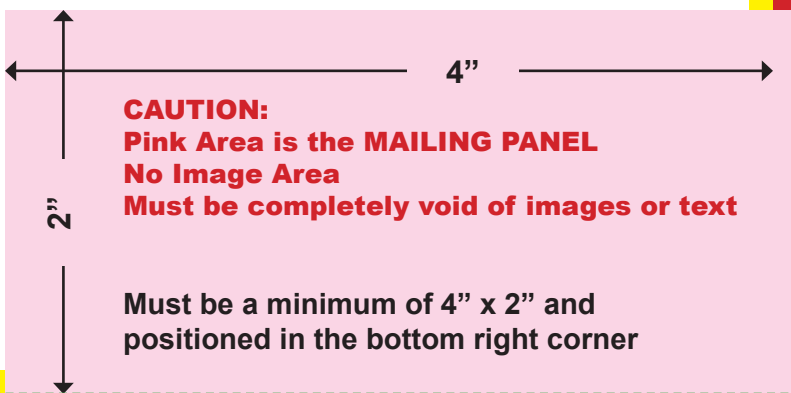 4”
CAUTION:
Pink Area is the MAILING PANEL
No Image Area
Must be completely void of images or text
2”
Must be a minimum of 4” x 2” and
positioned in the bottom right corner